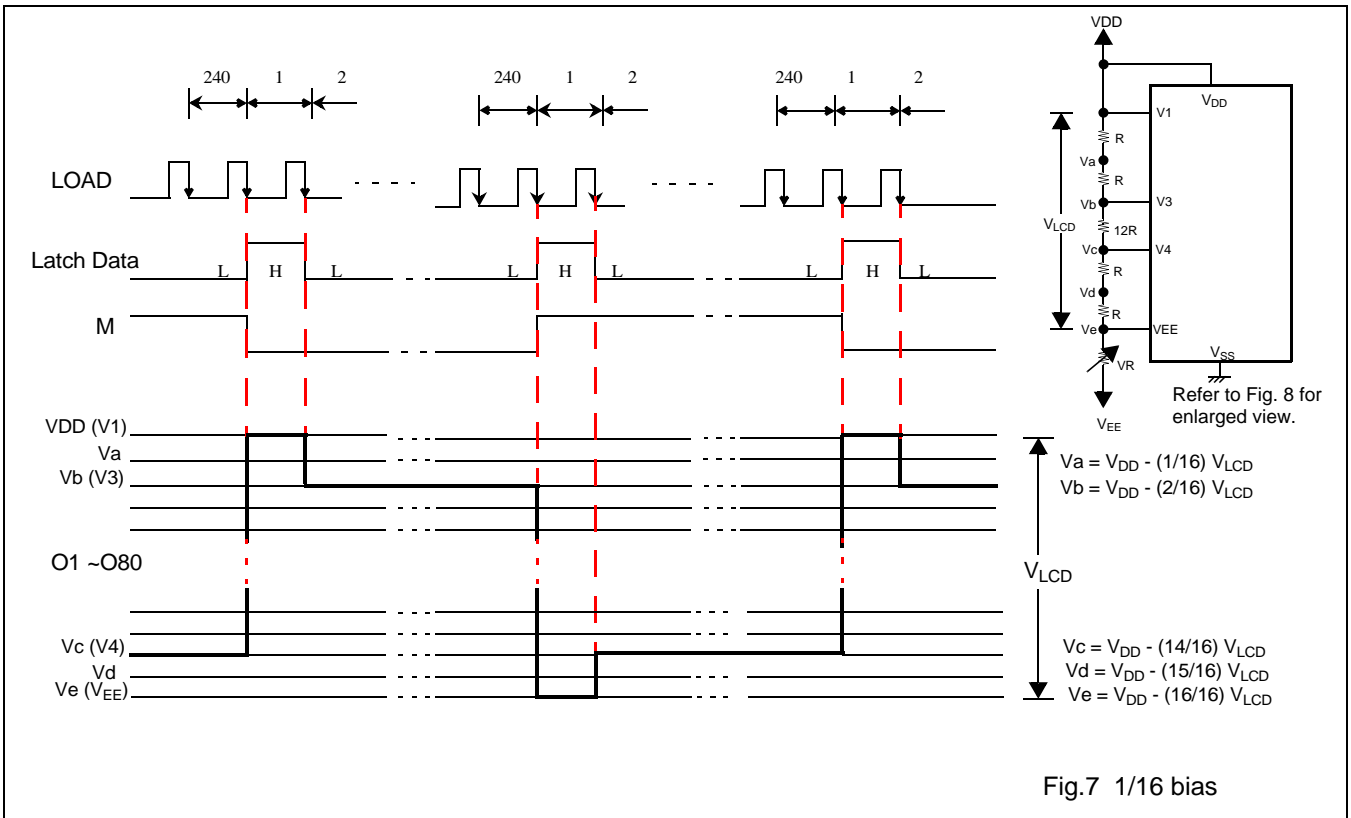 240 1 2
240 1 2
240 1 2
LOAD
Latch Data
L H L
L H L
L H L
M
VDD (V1)
Va
Vb (V3)
O1 ~O80
Vc (V4)
Vd
Ve (VEE)
VDD
VDD
V1
R
Va
R
Vb
V3
VLCD
12R
Vc
V4
R
Vd
R
Ve
VEE
VSS
VR
VEE
Refer to Fig. 8 for
enlarged view.
Va = VDD - (1/16) VLCD
Vb = VDD - (2/16) VLCD
VLCD
Vc = VDD - (14/16) VLCD
Vd = VDD - (15/16) VLCD
Ve = VDD - (16/16) VLCD
Fig.7 1/16 bias